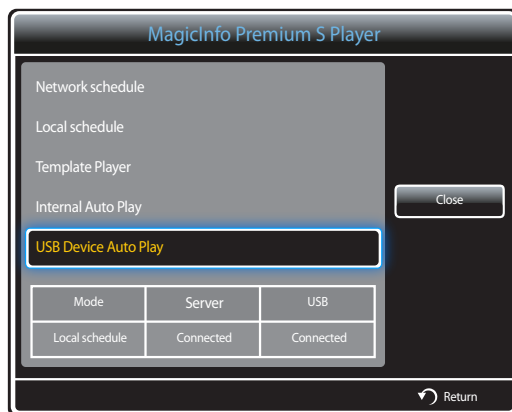 MagicInfo Premium S Player
Network schedule
Local schedule
Template Player
Internal Auto Play
Close
USB Device Auto Play
Mode Server USB
Local schedule Connected Connected
Return